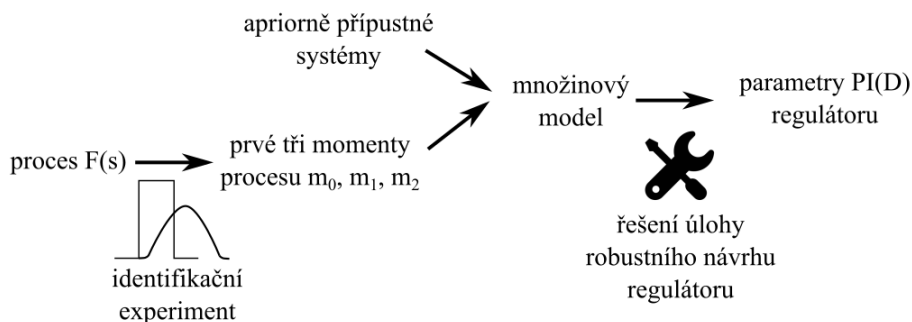 apriorně přípustné
systémy
proces F(s)
prvé tři momenty
procesu m₀, m₁, m₂
množinový
model
parametry PI(D)
regulátoru
identifikační
experiment
řešení úlohy
robustního návrhu
regulátoru